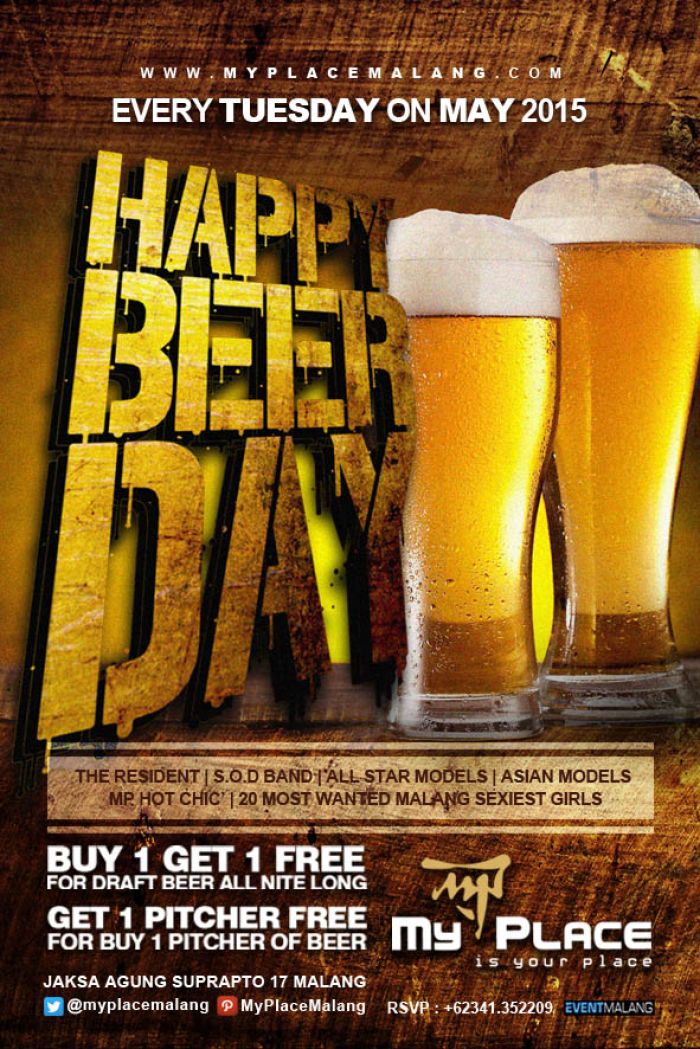 WWW.MYPLACEMALANG.COM
EVERY TUESDAY ON MAY 2015
HAPPY
BEER
DAY
THE RESIDENT | S.O.D BAND | ALL STAR MODELS | ASIAN MODELS
MP HOT CHIC' | 20 MOST WANTED MALANG SEXIEST GIRLS
BUY 1 GET 1 FREE
FOR DRAFT BEER ALL NITE LONG
GET 1 PITCHER FREE
FOR BUY 1 PITCHER OF BEER
JAKSA AGUNG SUPRAPTO 17 MALANG
@myplacemalang MyPlaceMalang
MP
MY PLACE
is your place
RSVP : +62341.352209 EVENTMALANG